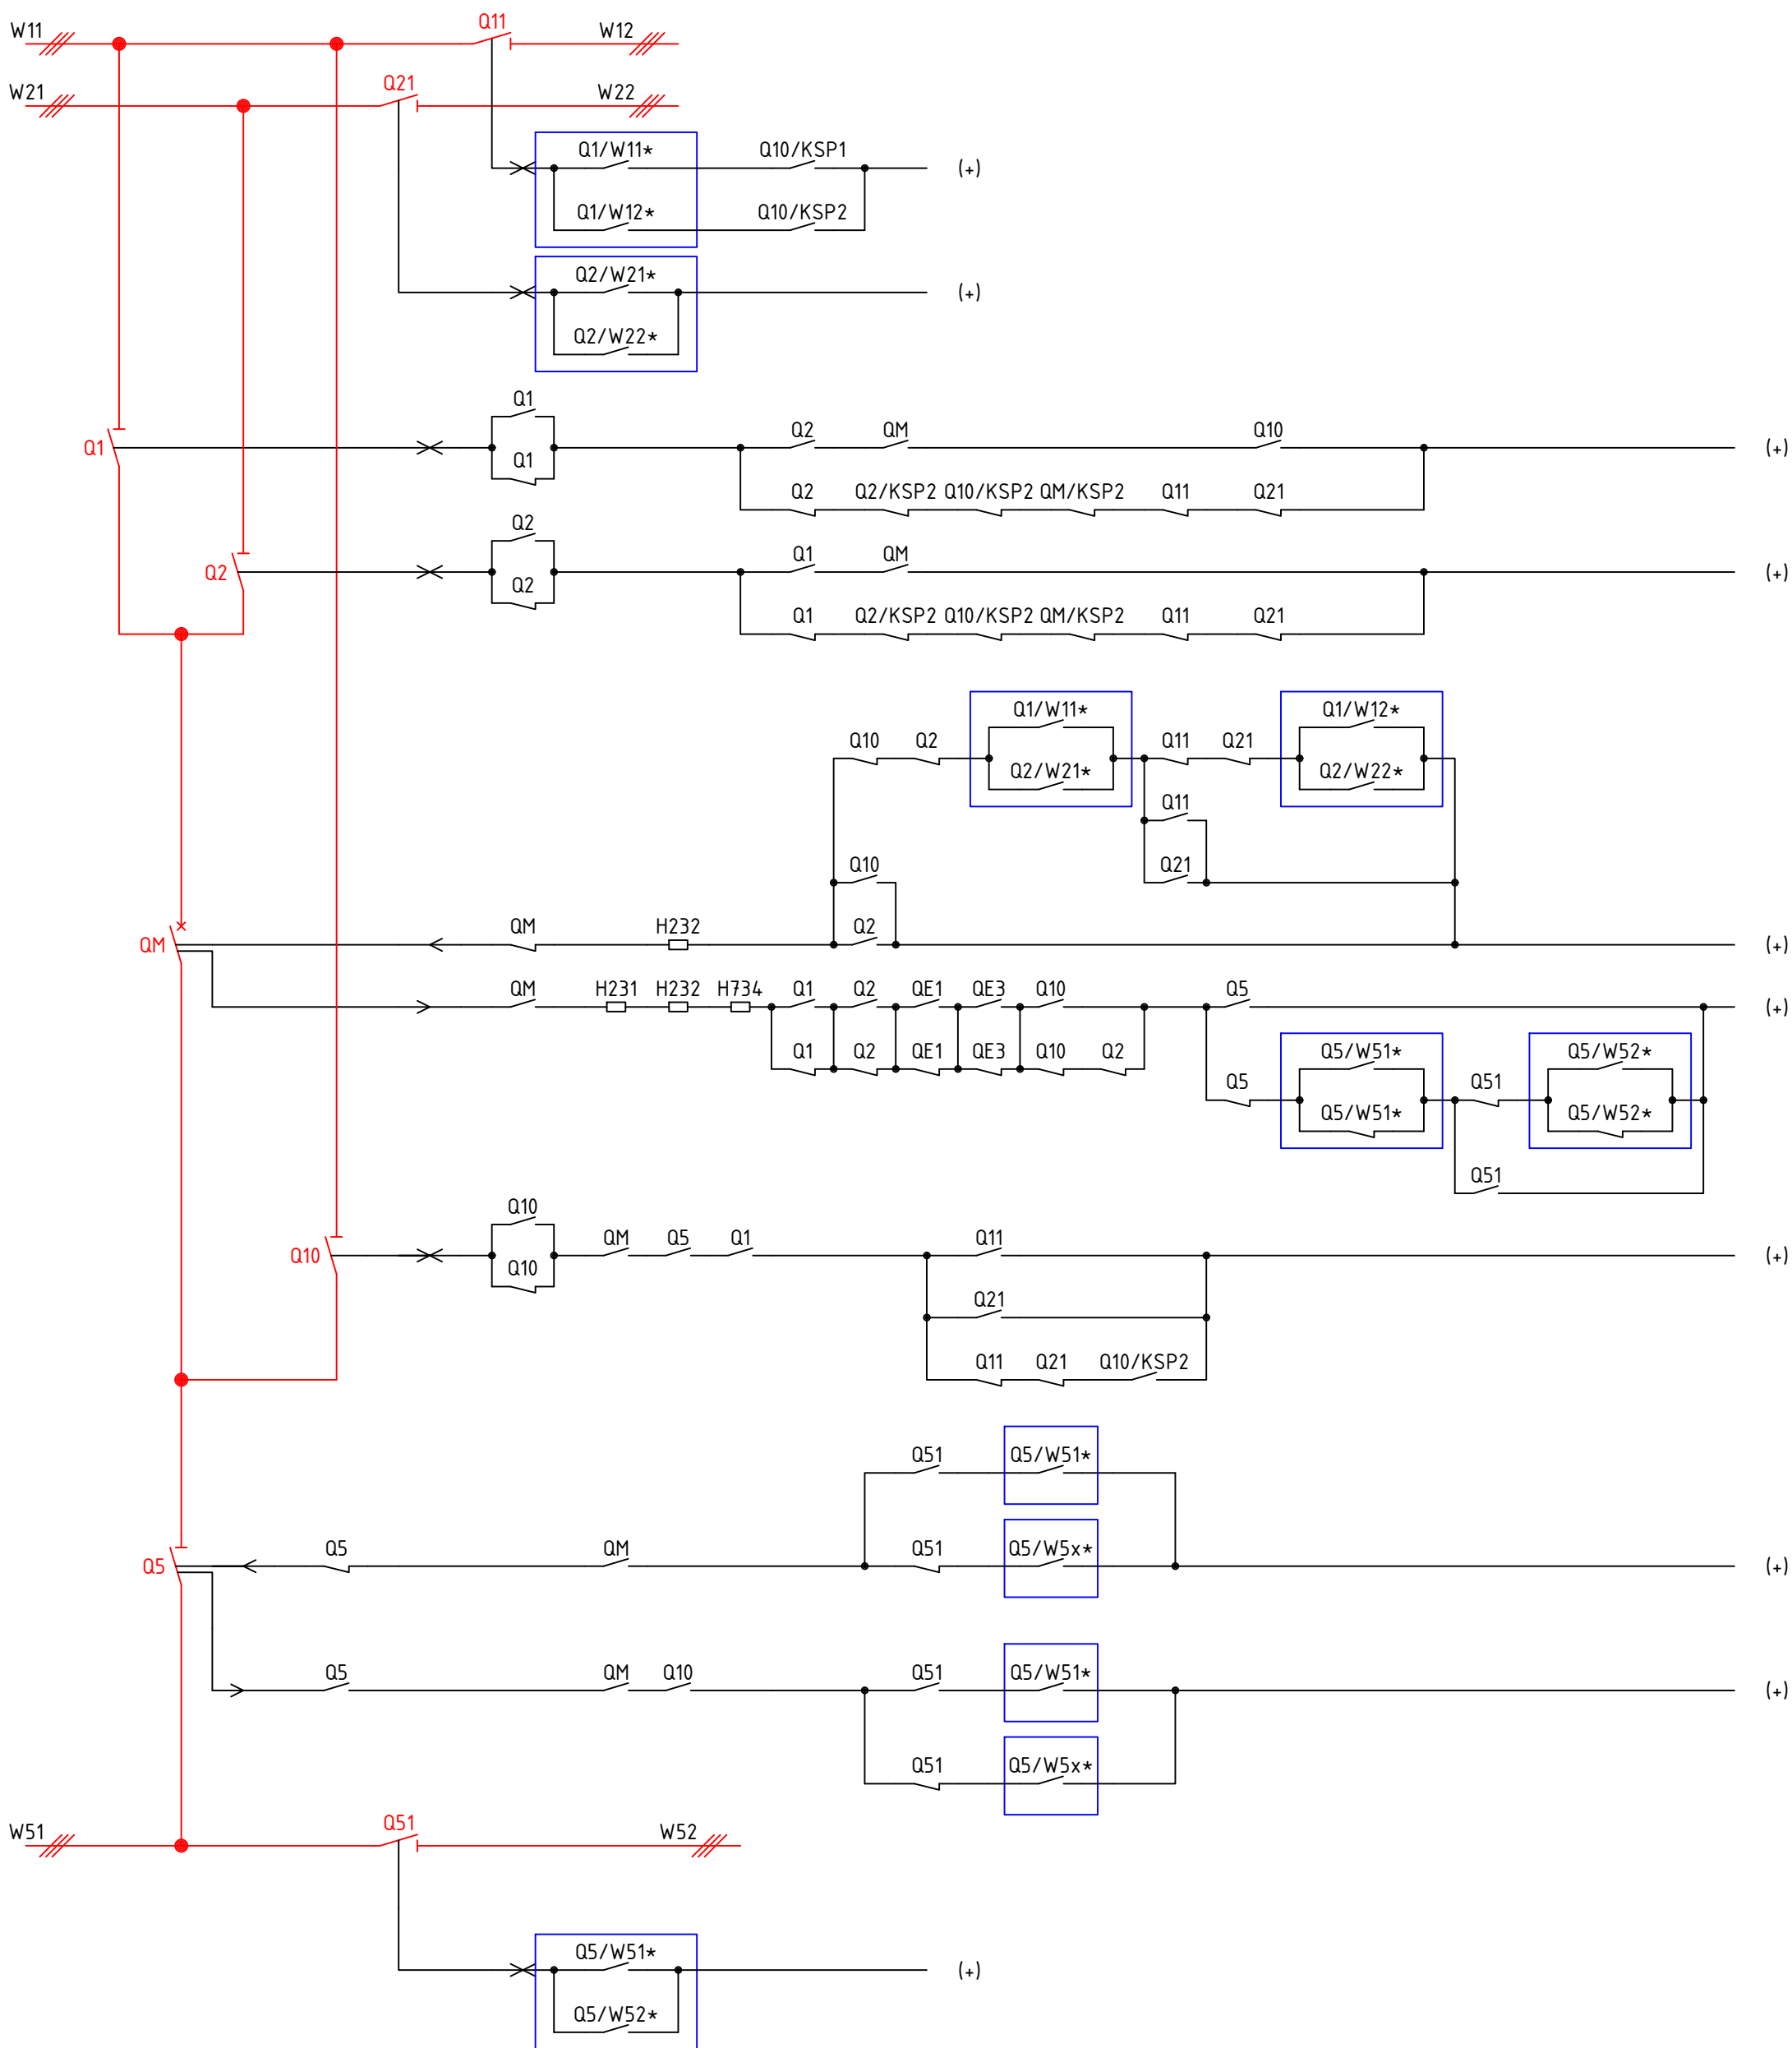 W11 Q11 W12
W21 Q21 W22
Q1/W11* Q10/KSP1 (+)
Q1/W12* Q10/KSP2
Q2/W21* (+)
Q2/W22*
Q1
Q1 Q2 QM Q10 (+)
Q1
Q2 Q2/KSP2 Q10/KSP2 QM/KSP2 Q11 Q21
Q2
Q2 Q1 QM (+)
Q2
Q1 Q2/KSP2 Q10/KSP2 QM/KSP2 Q11 Q21
Q1/W11* Q1/W12*
Q10 Q2 Q11 Q21
Q2/W21* Q2/W22*
Q11
Q10 Q21
QM QM H232 Q2 (+)
QM H231 H232 H734 Q1 Q2 QE1 QE3 Q10 Q5 (+)
Q1 Q2 QE1 QE3 Q10 Q2 Q5/W51* Q5/W52*
Q5 Q51
Q5/W51* Q5/W52*
Q51
Q10
Q10 QM Q5 Q1 Q11 (+)
Q10
Q21
Q11 Q21 Q10/KSP2
Q51 Q5/W51*
Q5 Q5 QM Q51 Q5/W5x* (+)
Q5 QM Q10 Q51 Q5/W51* (+)
Q51 Q5/W5x*
W51 Q51 W52
Q5/W51* (+)
Q5/W52*